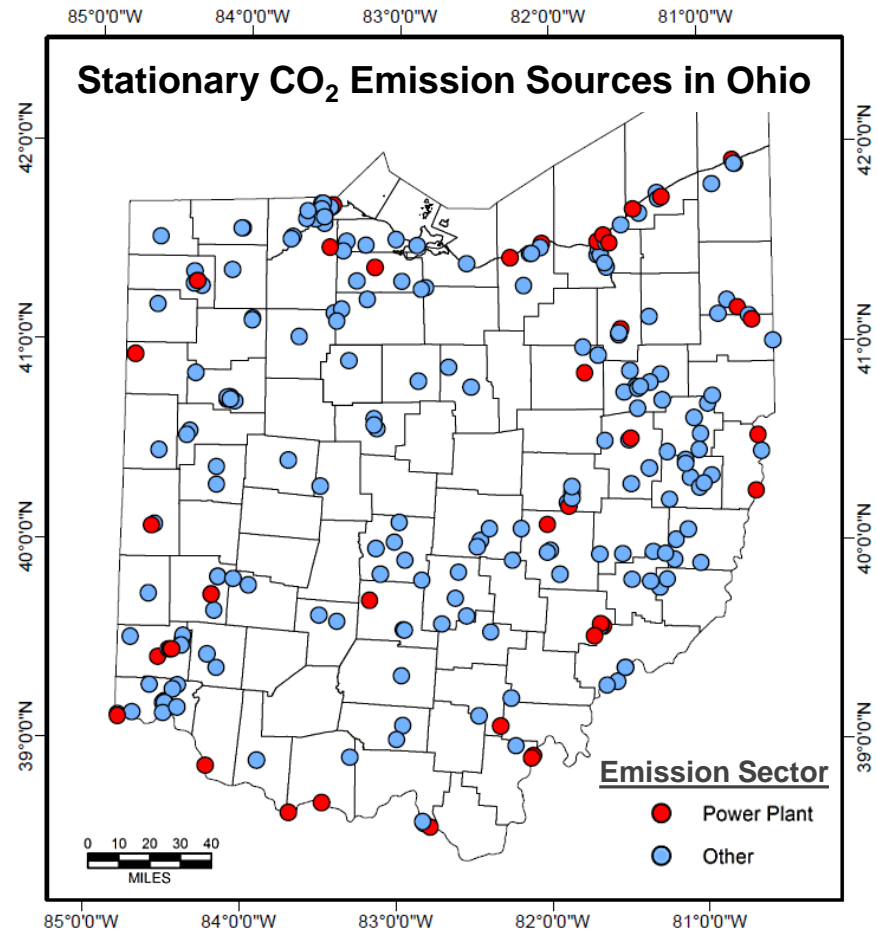 85°0'0"W 84°0'0"W 83°0'0"W 82°0'0"W 81°0'0"W
Stationary CO₂ Emission Sources in Ohio
42°0'0"N 42°0'0"N
41°0'0"N 41°0'0"N
40°0'0"N 40°0'0"N
39°0'0"N 39°0'0"N
Emission Sector
Power Plant
Other
0 10 20 30 40
MILES
85°0'0"W 84°0'0"W 83°0'0"W 82°0'0"W 81°0'0"W